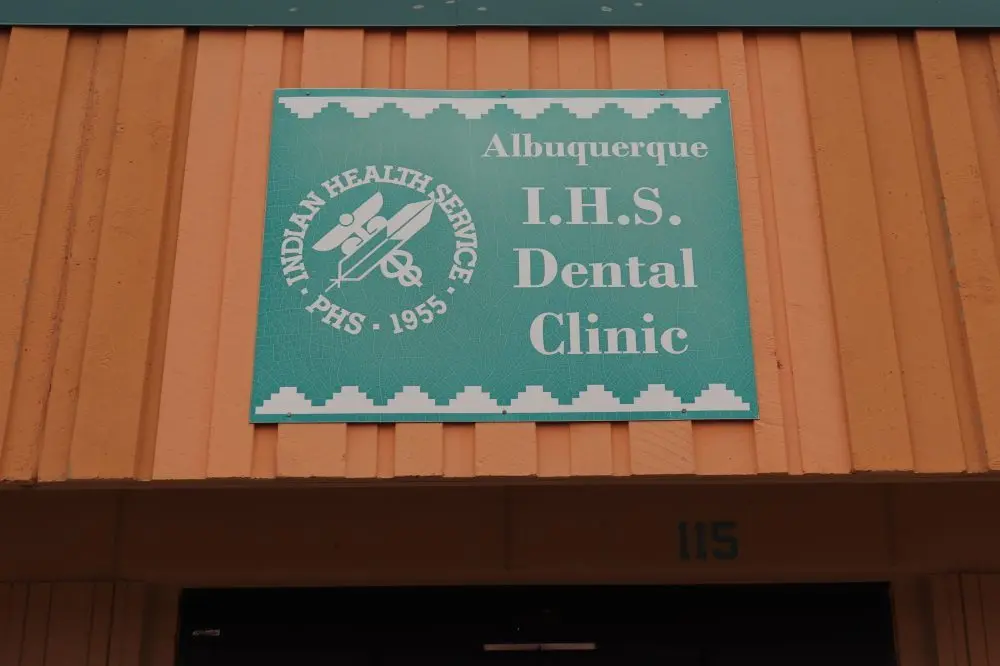 Albuquerque
I.H.S.
Dental
Clinic
INDIAN HEALTH SERVICE
· PHS · 1955 ·
115